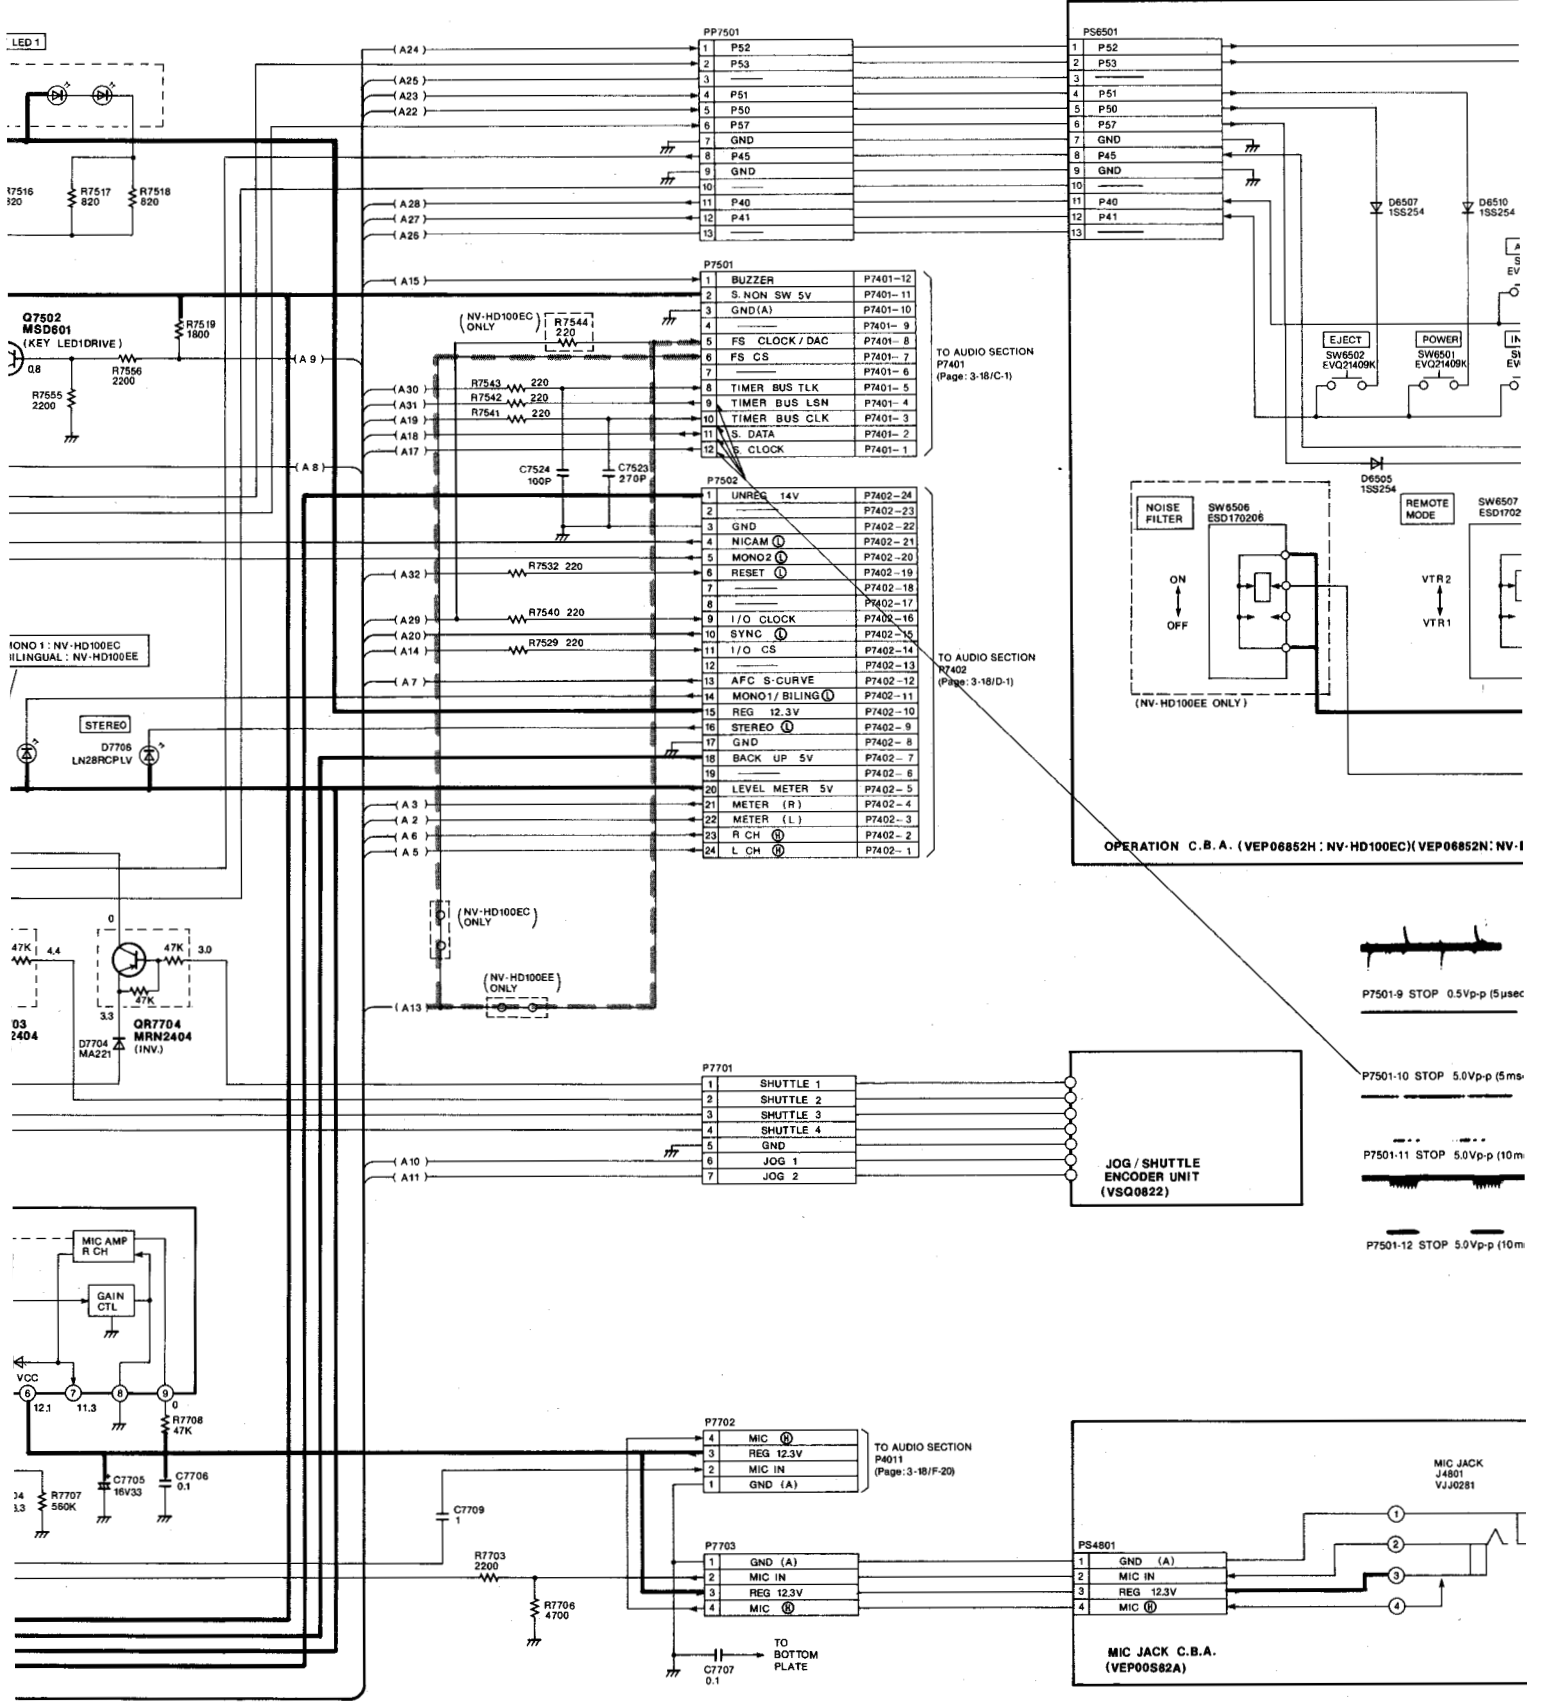 LED 1
R7516
820
R7517
820
R7518
820
Q7502
MSD601
(KEY LED1DRIVE)
0.8
R7519
1800
R7556
2200
R7555
2200
MONO 1 : NV-HD100EC
BILINGUAL : NV-HD100EE
STEREO
D7706
LN28RCPLV
0
47K
4.4
47K
3.0
47K
3.3
QR7704
MRN2404
(INV.)
D7704
MA221
MIC AMP
R CH
GAIN
CTL
VCC
6
7
8
9
12.1
11.3
0
R7708
47K
C7705
16V33
C7706
0.1
R7707
560K
(A24)
(A25)
(A23)
(A22)
(A28)
(A27)
(A26)
(A15)
(A9)
(A30)
(A31)
(A19)
(A18)
(A17)
(A8)
(A32)
(A29)
(A20)
(A14)
(A7)
(A3)
(A2)
(A6)
(A5)
(A13)
(A10)
(A11)
(NV-HD100EC)
ONLY
R7544
220
R7543 220
R7542 220
R7541 220
C7524
100P
C7523
270P
R7532 220
R7540 220
R7529 220
(NV-HD100EC)
ONLY
(NV-HD100EE)
ONLY
PP7501
1 P52
2 P53
3
4 P51
5 P50
6 P57
7 GND
8 P45
9 GND
10
11 P40
12 P41
13
P7501
1 BUZZER P7401-12
2 S. NON SW 5V P7401-11
3 GND(A) P7401-10
4 P7401-9
5 FS CLOCK/DAC P7401-8
6 FS CS P7401-7
7 P7401-6
8 TIMER BUS TLK P7401-5
9 TIMER BUS LSN P7401-4
10 TIMER BUS CLK P7401-3
11 S. DATA P7401-2
12 S. CLOCK P7401-1
TO AUDIO SECTION
P7401
(Page: 3-18/C-1)
P7502
1 UNREG 14V P7402-24
2 P7402-23
3 GND P7402-22
4 NICAM Ⓛ P7402-21
5 MONO2 Ⓛ P7402-20
6 RESET Ⓛ P7402-19
7 P7402-18
8 P7402-17
9 I/O CLOCK P7402-16
10 SYNC Ⓛ P7402-15
11 I/O CS P7402-14
12 P7402-13
13 AFC S-CURVE P7402-12
14 MONO1/BILING Ⓛ P7402-11
15 REG 12.3V P7402-10
16 STEREO Ⓛ P7402-9
17 GND P7402-8
18 BACK UP 5V P7402-7
19 P7402-6
20 LEVEL METER 5V P7402-5
21 METER (R) P7402-4
22 METER (L) P7402-3
23 R CH Ⓗ P7402-2
24 L CH Ⓗ P7402-1
TO AUDIO SECTION
P7402
(Page: 3-18/D-1)
P7701
1 SHUTTLE 1
2 SHUTTLE 2
3 SHUTTLE 3
4 SHUTTLE 4
5 GND
6 JOG 1
7 JOG 2
JOG/SHUTTLE
ENCODER UNIT
(VSQ0822)
P7702
4 MIC Ⓗ
3 REG 12.3V
2 MIC IN
1 GND (A)
TO AUDIO SECTION
P4011
(Page: 3-18/F-20)
C7709
1
R7703
2200
R7706
4700
P7703
1 GND (A)
2 MIC IN
3 REG 12.3V
4 MIC Ⓗ
C7707
0.1
TO
BOTTOM
PLATE
PS6501
1 P52
2 P53
3
4 P51
5 P50
6 P57
7 GND
8 P45
9 GND
10
11 P40
12 P41
13
D6507
1SS254
D6510
1SS254
EJECT
SW6502
EVQ21409K
POWER
SW6501
EVQ21409K
D6505
1SS254
NOISE
FILTER
SW6506
ESD170206
ON
OFF
(NV-HD100EE ONLY)
REMOTE
MODE
SW6507
ESD1702
VTR2
VTR1
OPERATION C.B.A. (VEP06852H : NV-HD100EC)(VEP06852N: NV-
P7501-9 STOP 0.5Vp-p (5µsec
P7501-10 STOP 5.0Vp-p (5ms
P7501-11 STOP 5.0Vp-p (10m
P7501-12 STOP 5.0Vp-p (10m
MIC JACK
J4801
VJJ0281
PS4801
1 GND (A)
2 MIC IN
3 REG 12.3V
4 MIC Ⓗ
1
2
3
4
MIC JACK C.B.A.
(VEP00S82A)